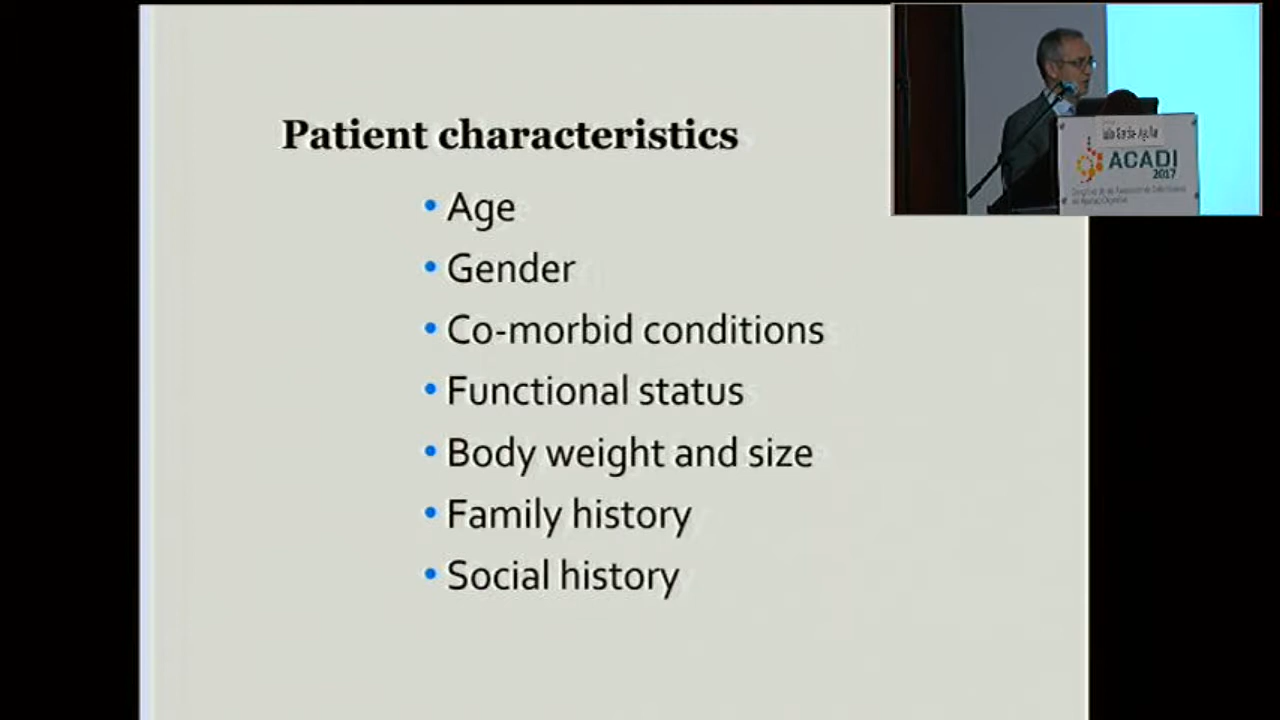 Patient characteristics
• Age
• Gender
• Co-morbid conditions
• Functional status
• Body weight and size
• Family history
• Social history
ACADI
2017